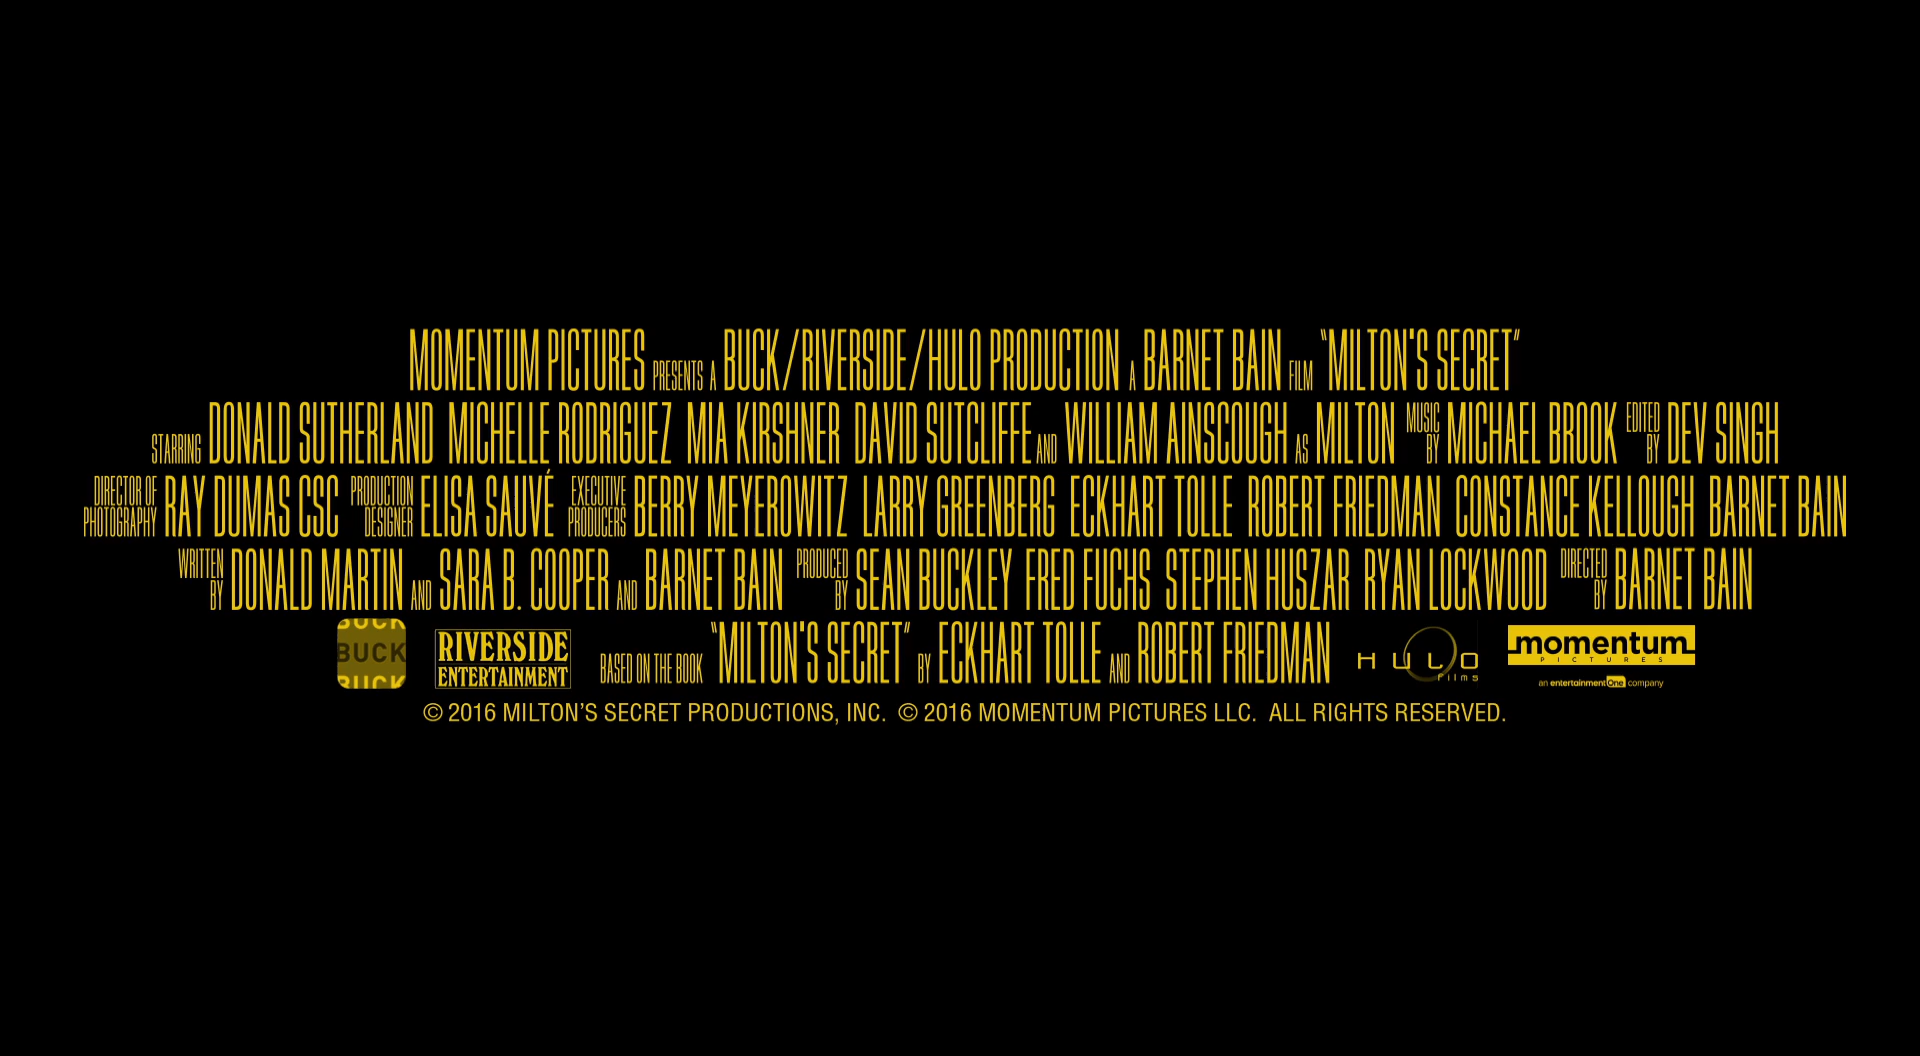 MOMENTUM PICTURES PRESENTS A BUCK/RIVERSIDE/HULO PRODUCTION A BARNET BAIN FILM "MILTON'S SECRET"
STARRING DONALD SUTHERLAND MICHELLE RODRIGUEZ MIA KIRSHNER DAVID SUTCLIFFE AND WILLIAM AINSCOUGH AS MILTON MUSIC BY MICHAEL BROOK EDITED BY DEV SINGH
DIRECTOR OF PHOTOGRAPHY RAY DUMAS CSC PRODUCTION DESIGNER ELISA SAUVÉ EXECUTIVE PRODUCERS BERRY MEYEROWITZ LARRY GREENBERG ECKHART TOLLE ROBERT FRIEDMAN CONSTANCE KELLOUGH BARNET BAIN
WRITTEN BY DONALD MARTIN AND SARA B. COOPER AND BARNET BAIN PRODUCED BY SEAN BUCKLEY FRED FUCHS STEPHEN HUSZAR RYAN LOCKWOOD DIRECTED BY BARNET BAIN
BUCK
BUCK
BUCK
RIVERSIDE
ENTERTAINMENT
BASED ON THE BOOK "MILTON'S SECRET" BY ECKHART TOLLE AND ROBERT FRIEDMAN
HULO
films
momentum
PICTURES
an entertainmentOne company
© 2016 MILTON'S SECRET PRODUCTIONS, INC. © 2016 MOMENTUM PICTURES LLC. ALL RIGHTS RESERVED.